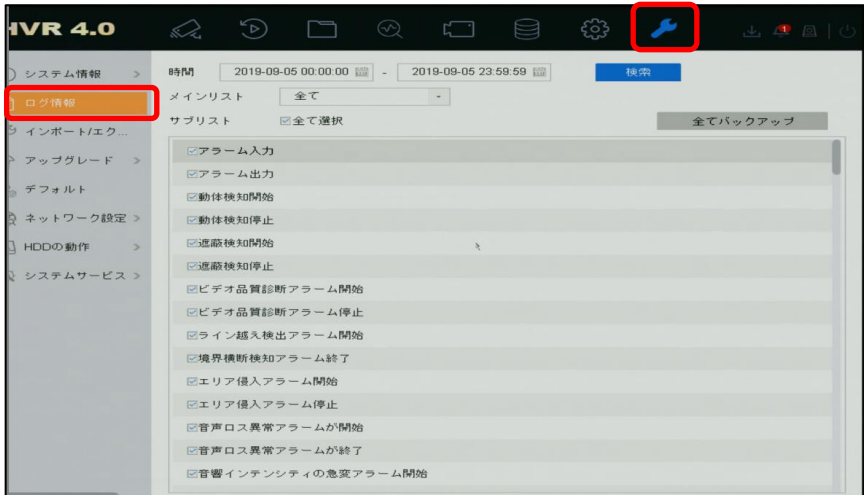 HVR 4.0
システム情報
時間 2019-09-05 00:00:00 - 2019-09-05 23:59:59 検索
ログ情報
メインリスト 全て
サブリスト 全て選択 全てバックアップ
インポート/エク...
アップグレード
デフォルト
ネットワーク設定
HDDの動作
システムサービス
アラーム入力
アラーム出力
動体検知開始
動体検知停止
遮蔽検知開始
遮蔽検知停止
ビデオ品質診断アラーム開始
ビデオ品質診断アラーム停止
ライン越え検出アラーム開始
境界横断検知アラーム終了
エリア侵入アラーム開始
エリア侵入アラーム停止
音声ロス異常アラームが開始
音声ロス異常アラームが終了
音響インテンシティの急変アラーム開始